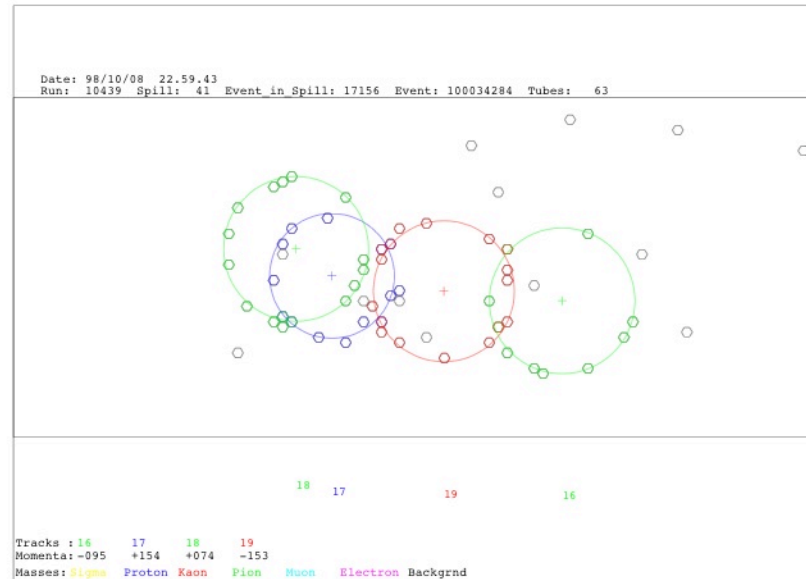 Date: 98/10/08 22.59.43
Run: 10439 Spill: 41 Event_in_Spill: 17156 Event: 100034284 Tubes: 63
18
17
19
16
Tracks : 16 17 18 19
Momenta: -095 +154 +074 -153
Masses: Sigma Proton Kaon Pion Muon Electron Backgrnd